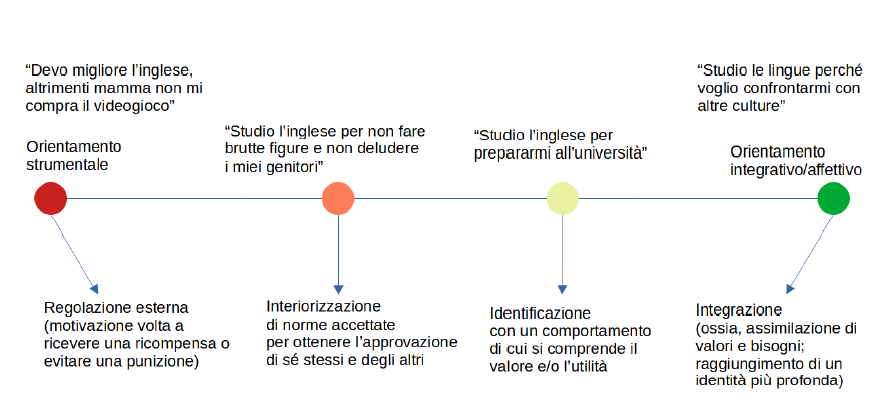 “Devo migliore l’inglese,
altrimenti mamma non mi
compra il videogioco”
Orientamento
strumentale
“Studio l’inglese per non fare
brutte figure e non deludere
i miei genitori”
“Studio l’inglese per
prepararmi all’università”
“Studio le lingue perché
voglio confrontarmi con
altre culture”
Orientamento
integrativo/affettivo
Regolazione esterna
(motivazione volta a
ricevere una ricompensa o
evitare una punizione)
Interiorizzazione
di norme accettate
per ottenere l’approvazione
di sé stessi e degli altri
Identificazione
con un comportamento
di cui si comprende il
valore e/o l’utilità
Integrazione
(ossia, assimilazione di
valori e bisogni;
raggiungimento di un
identità più profonda)